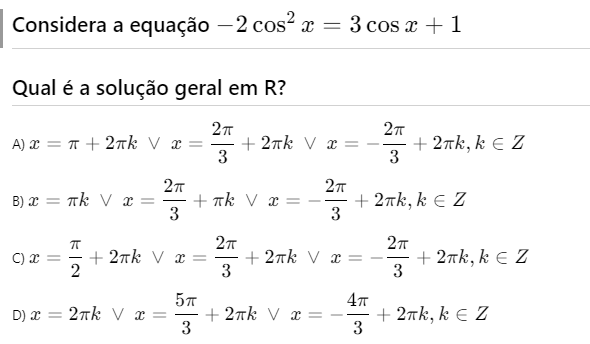 Considera a equação −2 cos² x = 3 cos x + 1
Qual é a solução geral em R?
A) x = π + 2πk ∨ x = 2π/3 + 2πk ∨ x = −2π/3 + 2πk, k ∈ Z
B) x = πk ∨ x = 2π/3 + πk ∨ x = −2π/3 + 2πk, k ∈ Z
C) x = π/2 + 2πk ∨ x = 2π/3 + 2πk ∨ x = −2π/3 + 2πk, k ∈ Z
D) x = 2πk ∨ x = 5π/3 + 2πk ∨ x = −4π/3 + 2πk, k ∈ Z